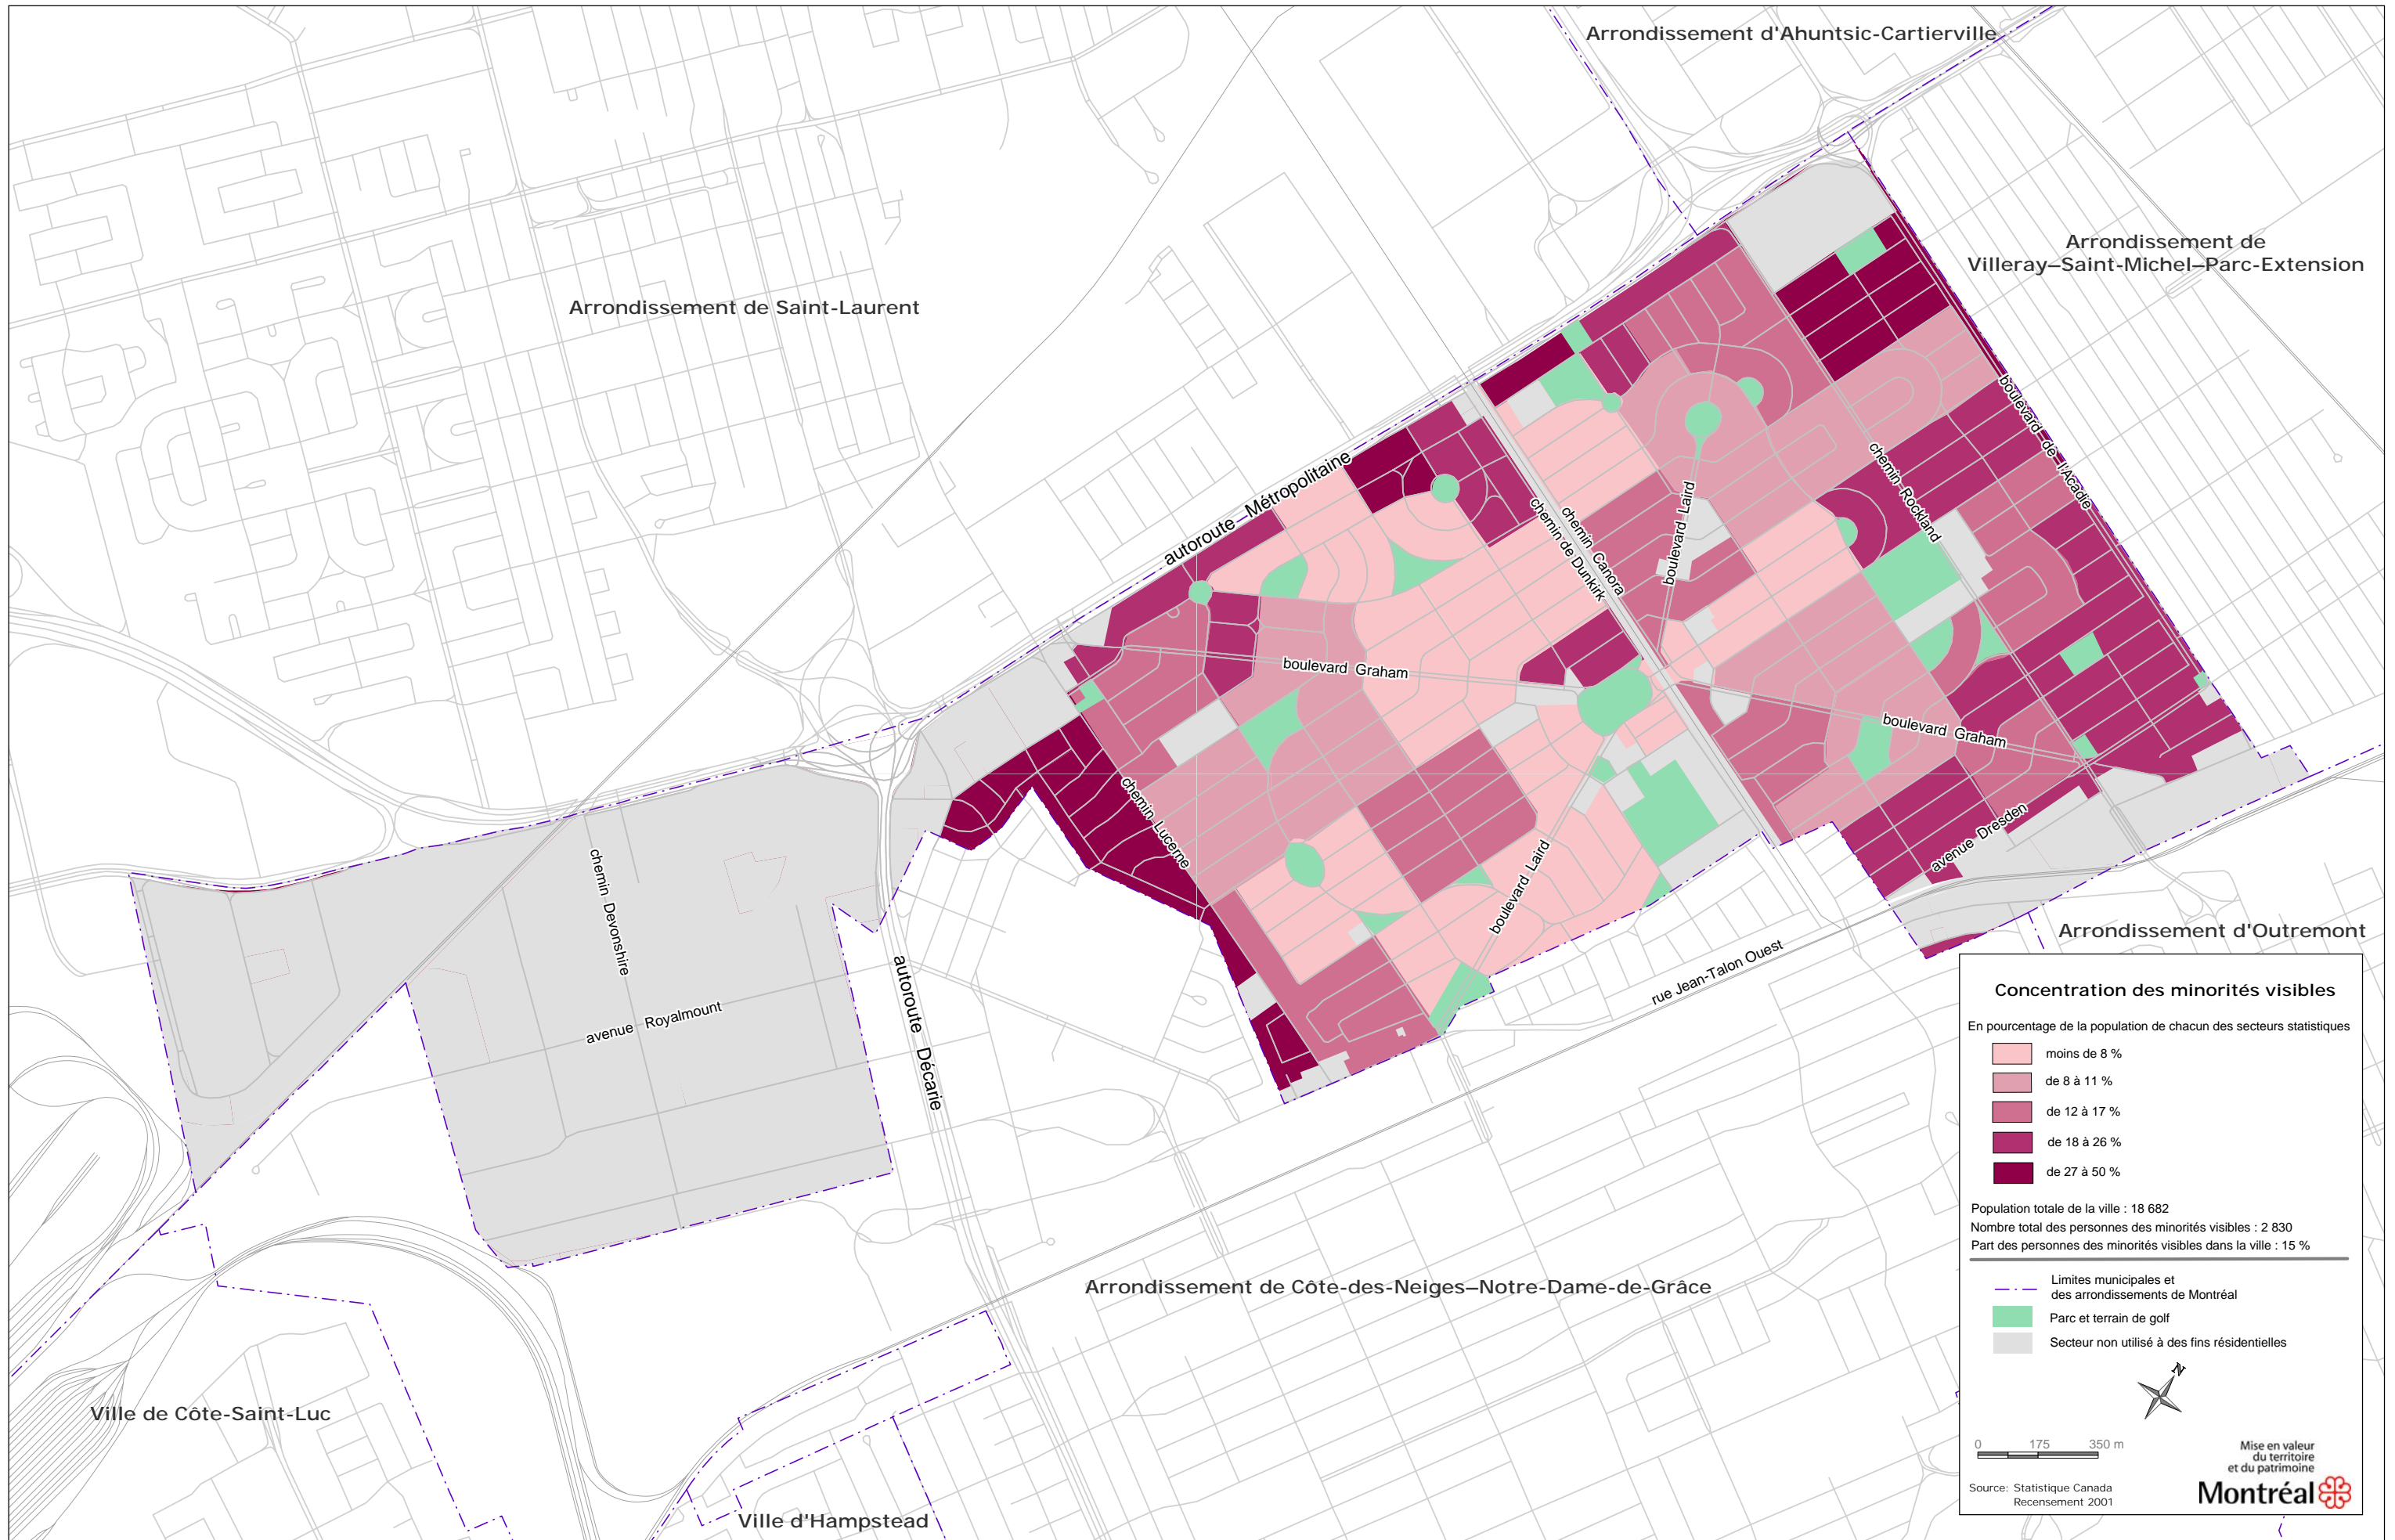 Arrondissement d'Ahuntsic-Cartierville
Arrondissement de
Villeray–Saint-Michel–Parc-Extension
Arrondissement de Saint-Laurent
autoroute Métropolitaine
boulevard de l'Acadie
chemin Rockland
boulevard Laird
chemin Canora
chemin de Dunkirk
boulevard Graham
boulevard Graham
chemin Lucerne
avenue Dresden
boulevard Laird
chemin Devonshire
avenue Royalmount
autoroute Décarie
rue Jean-Talon Ouest
Arrondissement d'Outremont
Arrondissement de Côte-des-Neiges–Notre-Dame-de-Grâce
Ville de Côte-Saint-Luc
Ville d'Hampstead
Concentration des minorités visibles
En pourcentage de la population de chacun des secteurs statistiques
moins de 8 %
de 8 à 11 %
de 12 à 17 %
de 18 à 26 %
de 27 à 50 %
Population totale de la ville : 18 682
Nombre total des personnes des minorités visibles : 2 830
Part des personnes des minorités visibles dans la ville : 15 %
Limites municipales et
des arrondissements de Montréal
Parc et terrain de golf
Secteur non utilisé à des fins résidentielles
N
0 175 350 m
Mise en valeur
du territoire
et du patrimoine
Source: Statistique Canada
Recensement 2001
Montréal